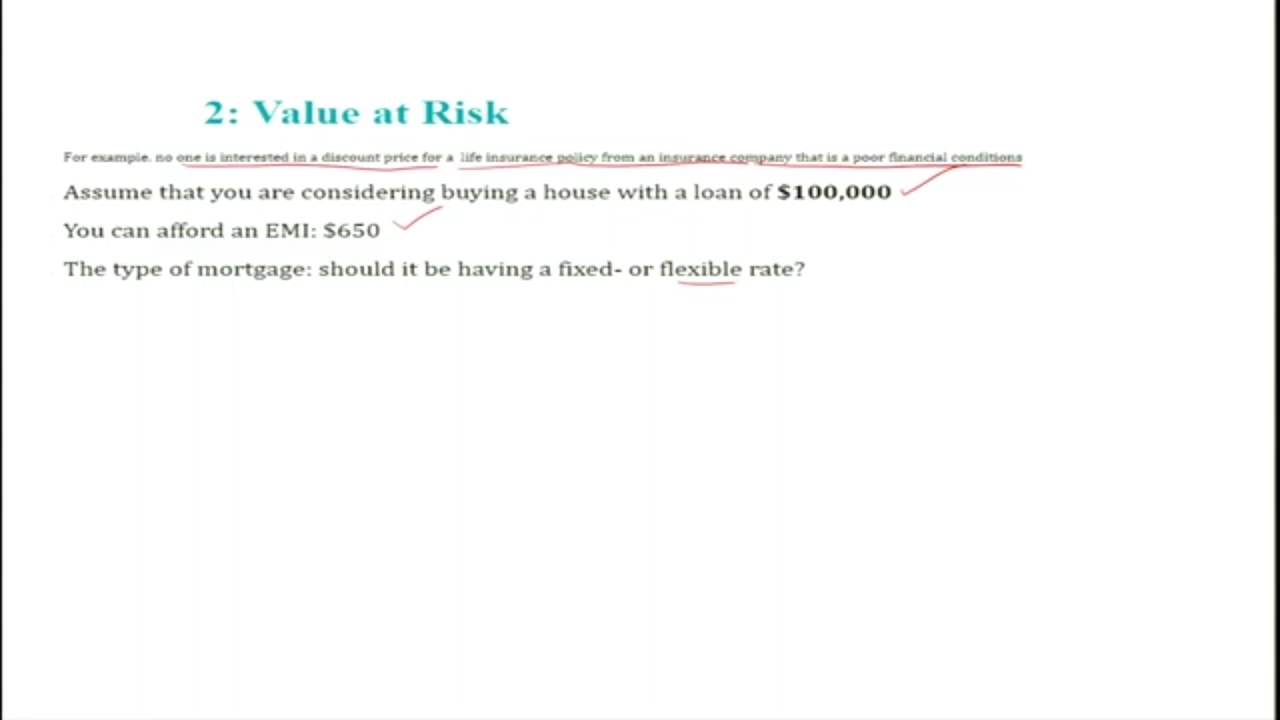 2: Value at Risk
For example. no one is interested in a discount price for a life insurance policy from an insurance company that is a poor financial conditions
Assume that you are considering buying a house with a loan of $100,000
You can afford an EMI: $650
The type of mortgage: should it be having a fixed- or flexible rate?